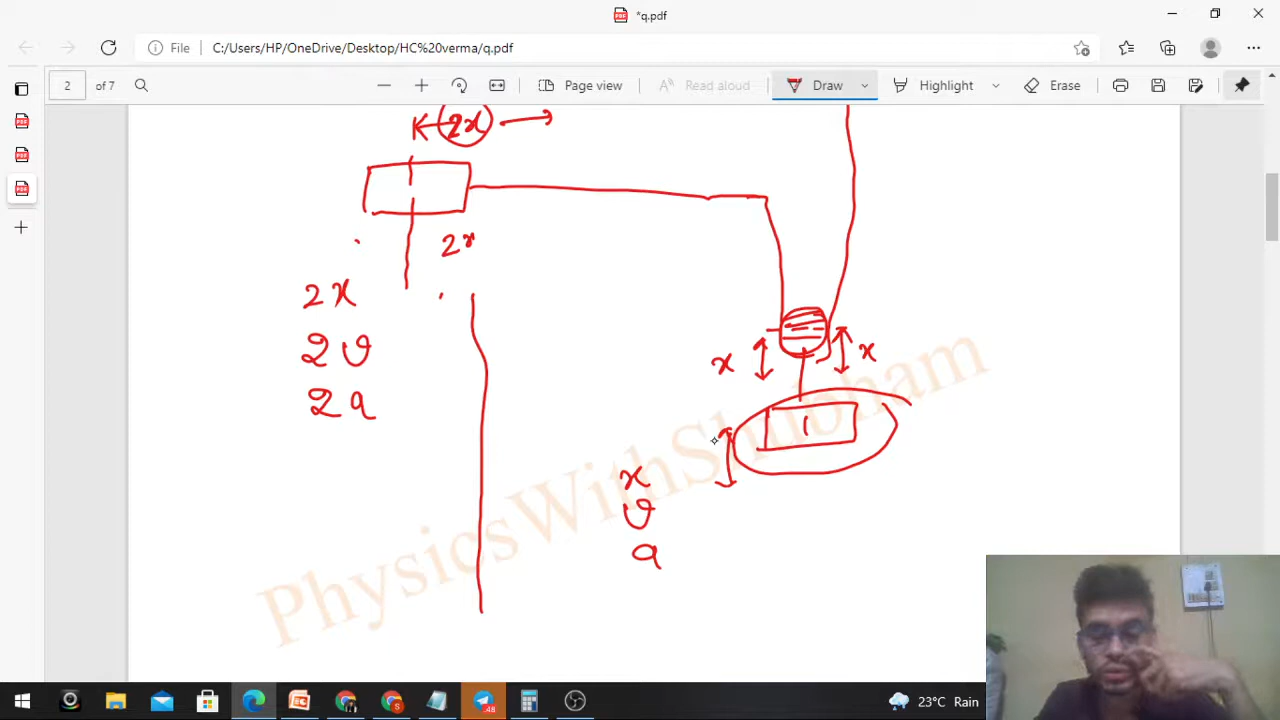 *q.pdf
File C:/Users/HP/OneDrive/Desktop/HC%20verma/q.pdf
2 of 7 Page view Read aloud Draw Highlight Erase
2x
2x
2x
2v
2a
x x
x
v
a
PhysicsWithShubham
23°C Rain